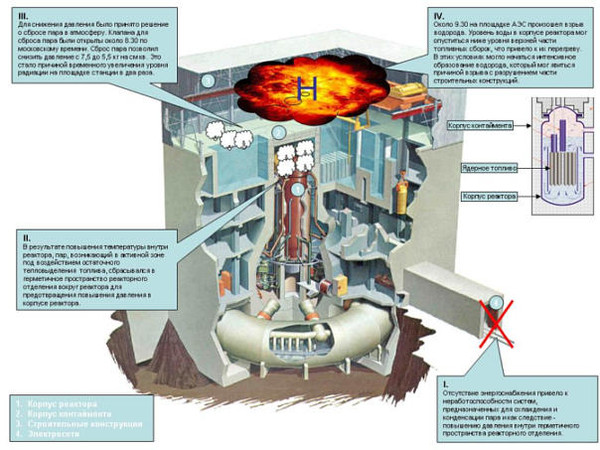 III.
Для снижения давления было принято решение
о сбросе пара в атмосферу. Клапана для
сброса пара были открыты около 8.30 по
московскому времени. Сброс пара позволил
снизить давление с 7,5 до 5,5 кг на см кв. Это
стало причиной временного увеличения уровня
радиации на площадке станции в два раза.
IV.
Около 9.30 на площадке АЭС произошел взрыв
водорода. Уровень воды в корпусе реактора мог
опуститься ниже уровня верхней части
топливных сборок, что привело к их перегреву.
В этих условиях могло начаться интенсивное
образование водорода, который мог явиться
причиной взрыва с разрушением части
строительных конструкций.
H
3
2
1
4
Корпус контаймента
Ядерное топливо
Корпус реактора
II.
В результате повышения температуры внутри
реактора, пар, возникающий в активной зоне
под воздействием остаточного
тепловыделения топлива, сбрасывался в
герметичное пространство реакторного
отделения вокруг реактора для
предотвращения повышения давления в
корпусе реактора.
I.
Отсутствие энергоснабжения привело к
неработоспособности систем,
предназначенных для охлаждения и
конденсации пара и как следствие -
повышению давления внутри герметичного
пространства реакторного отделения.
1. Корпус реактора
2. Корпус контаймента
3. Строительные конструкции
4. Электросети